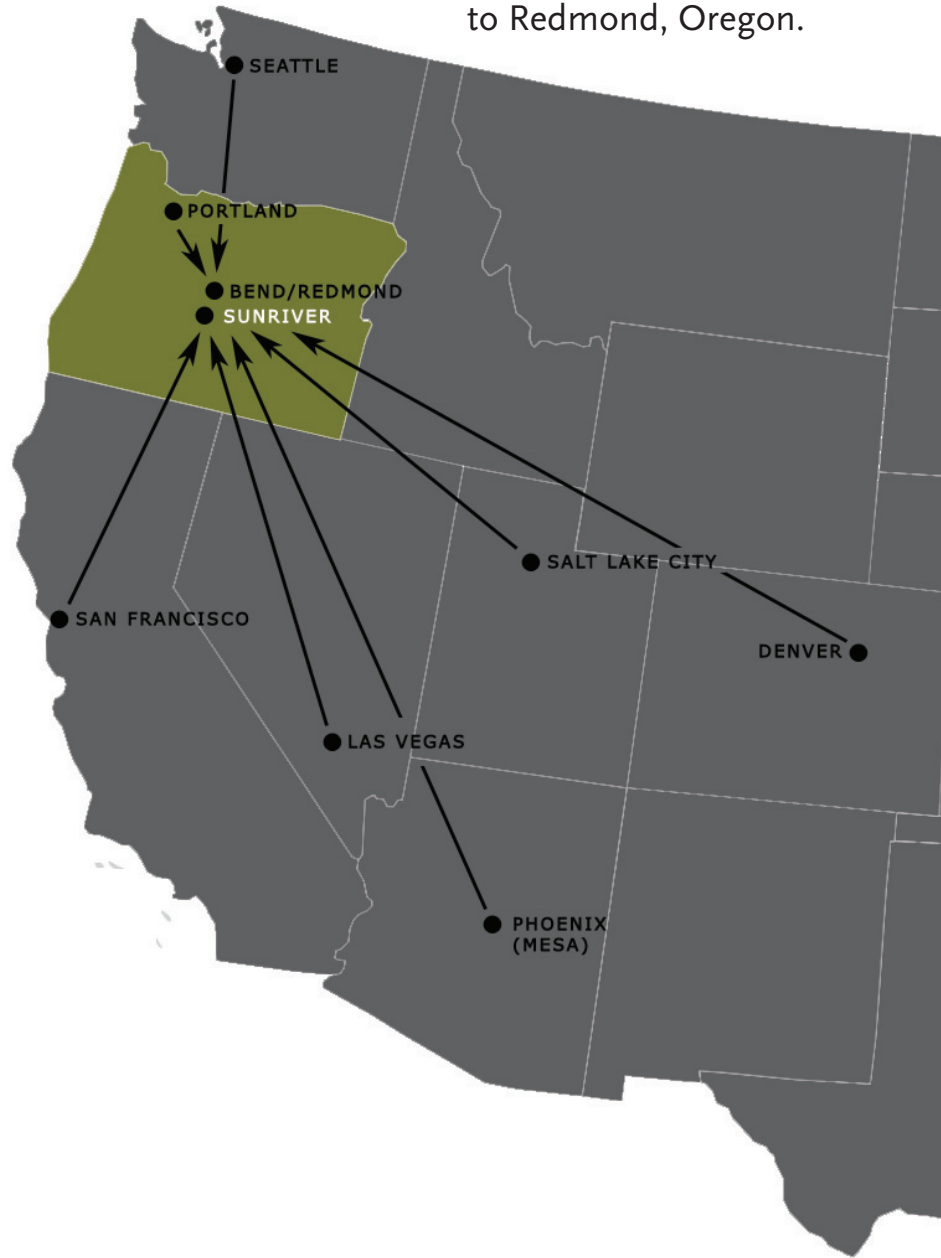 to Redmond, Oregon.
SEATTLE
PORTLAND
BEND/REDMOND
SUNRIVER
SALT LAKE CITY
SAN FRANCISCO
DENVER
LAS VEGAS
PHOENIX
(MESA)